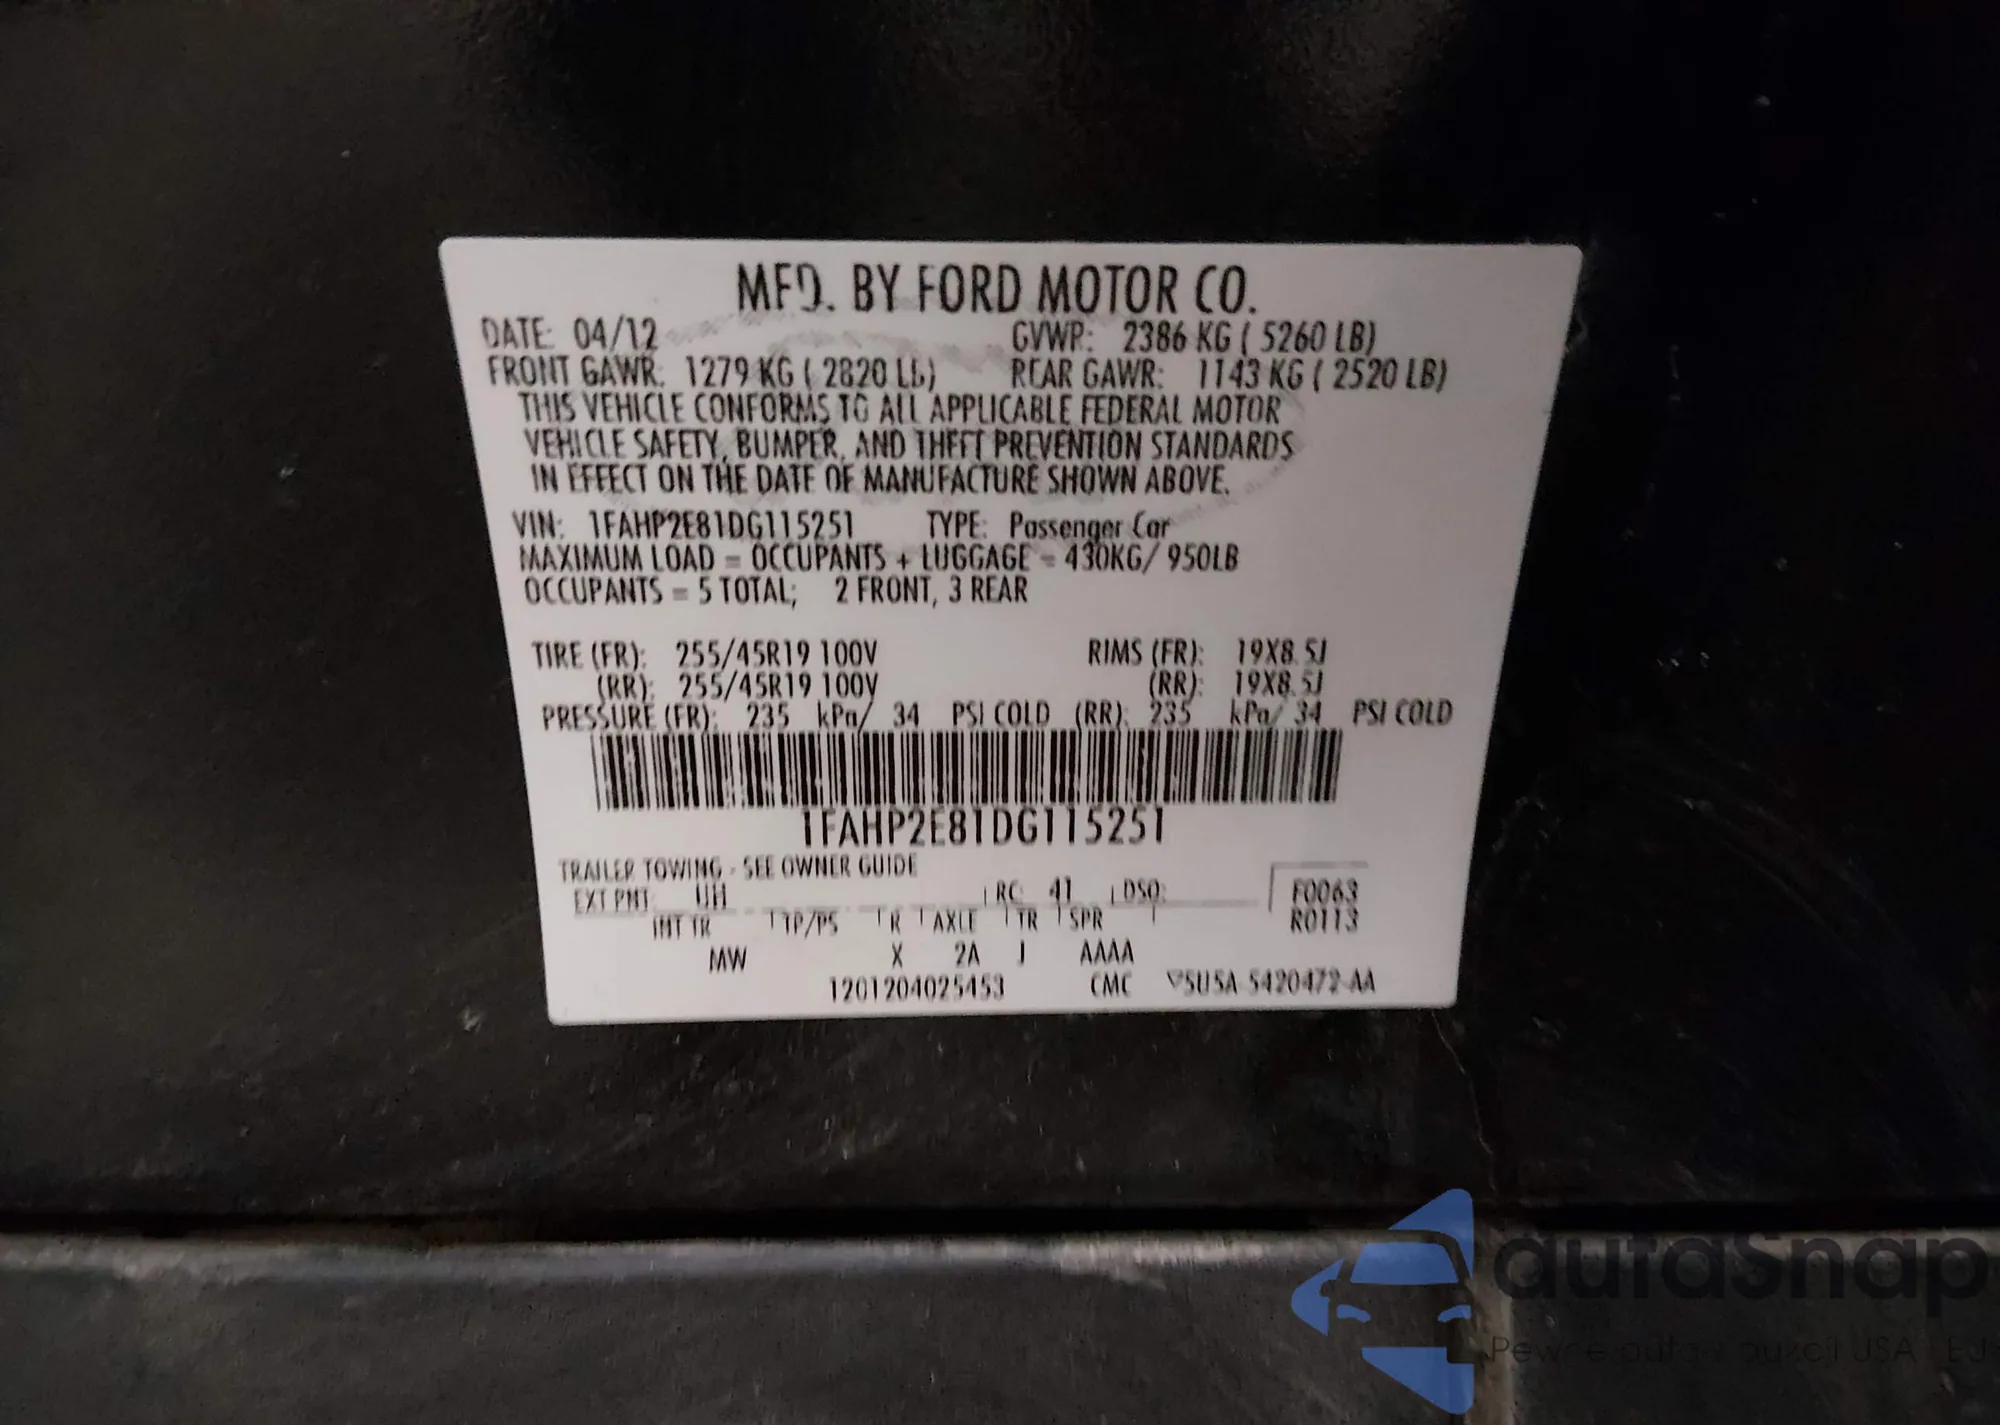 MFD. BY FORD MOTOR CO.
DATE: 04/12 GVWR: 2386 KG ( 5260 LB)
FRONT GAWR: 1279 KG ( 2820 LB) REAR GAWR: 1143 KG ( 2520 LB)
THIS VEHICLE CONFORMS TO ALL APPLICABLE FEDERAL MOTOR
VEHICLE SAFETY, BUMPER, AND THEFT PREVENTION STANDARDS
IN EFFECT ON THE DATE OF MANUFACTURE SHOWN ABOVE.
VIN: 1FAHP2E81DG115251 TYPE: Passenger Car
MAXIMUM LOAD = OCCUPANTS + LUGGAGE = 430KG/ 950LB
OCCUPANTS = 5 TOTAL; 2 FRONT, 3 REAR
TIRE (FR): 255/45R19 100V RIMS (FR): 19X8.5J
(RR): 255/45R19 100V (RR): 19X8.5J
PRESSURE (FR): 235 kPa/ 34 PSI COLD (RR): 235 kPa/ 34 PSI COLD
1FAHP2E81DG115251
TRAILER TOWING - SEE OWNER GUIDE
EXT PNT: UH RC: 41 DSO: F0063
INT TR TP/PS R AXLE TR SPR R0113
MW X 2A J AAAA
1201204025453 CMC 5U5A-5420472-AA
autaSnap
USA